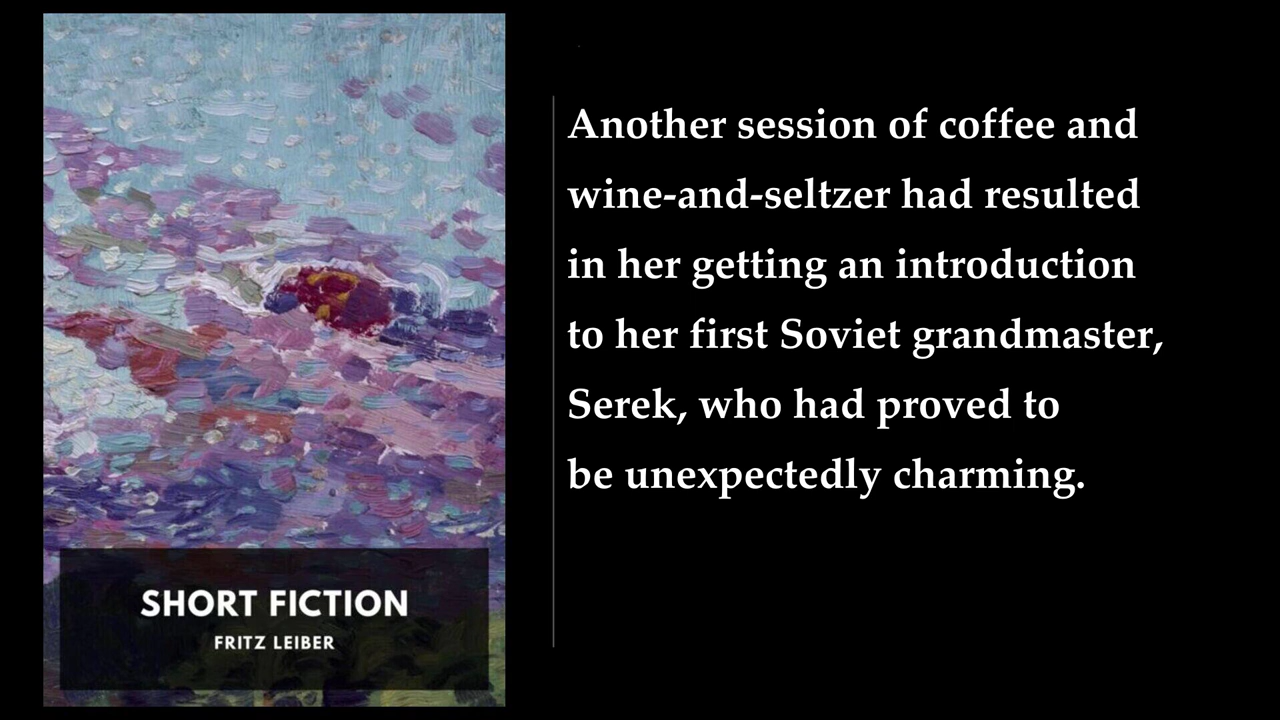 SHORT FICTION
FRITZ LEIBER
Another session of coffee and
wine-and-seltzer had resulted
in her getting an introduction
to her first Soviet grandmaster,
Serek, who had proved to
be unexpectedly charming.